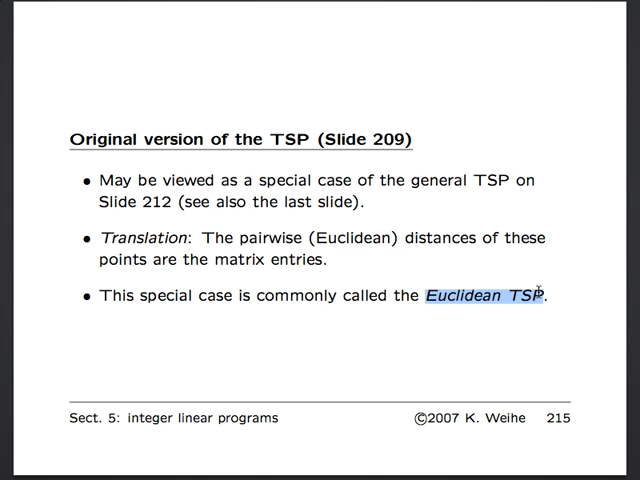 Original version of the TSP (Slide 209)
• May be viewed as a special case of the general TSP on
Slide 212 (see also the last slide).
• Translation: The pairwise (Euclidean) distances of these
points are the matrix entries.
• This special case is commonly called the Euclidean TSP.
Sect. 5: integer linear programs ©2007 K. Weihe 215